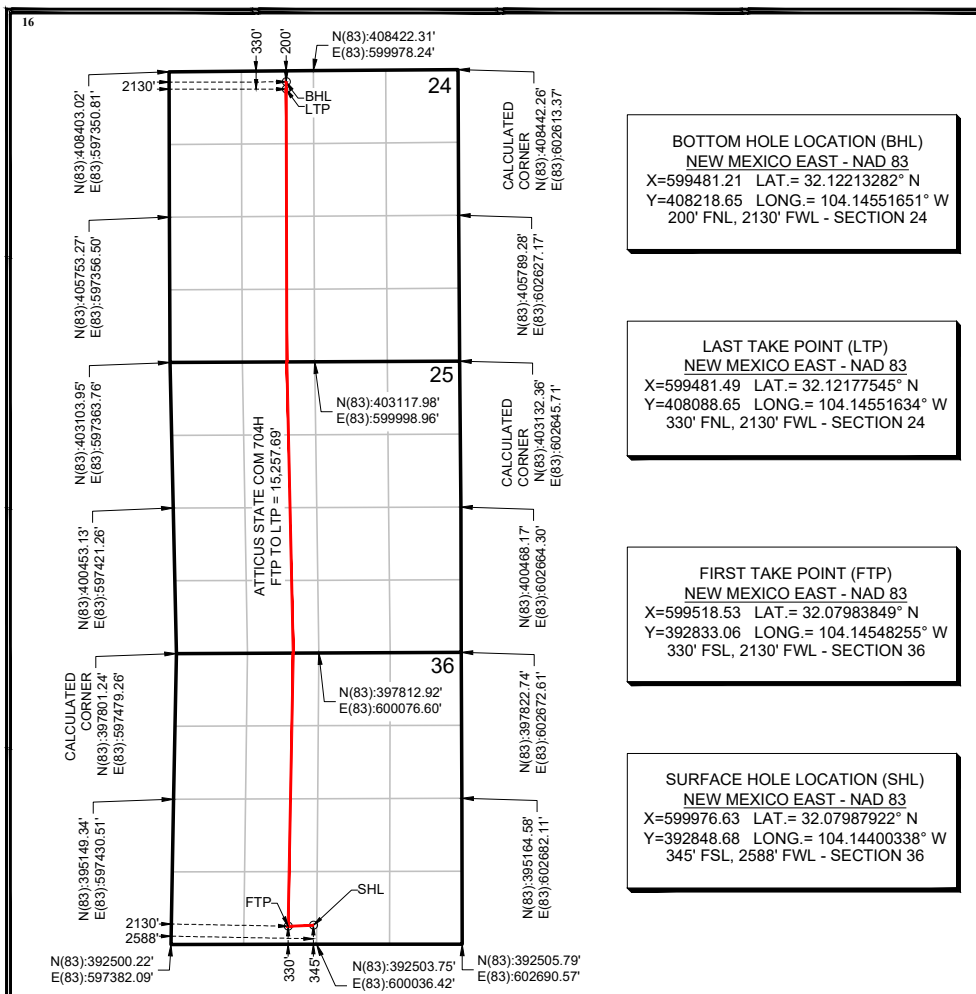 16
330'
200'
N(83):408422.31'
E(83):599978.24'
N(83):408403.02'
E(83):597350.81'
2130'
BHL
LTP
24
CALCULATED
CORNER
N(83):408442.26'
E(83):602613.37'
N(83):405753.27'
E(83):597356.50'
N(83):405789.28'
E(83):602627.17'
N(83):403103.95'
E(83):597363.76'
25
N(83):403117.98'
E(83):599998.96'
CALCULATED
CORNER
N(83):403132.36'
E(83):602645.71'
ATTICUS STATE COM 704H
FTP TO LTP = 15,257.69'
N(83):400453.13'
E(83):597421.26'
N(83):400468.17'
E(83):602664.30'
CALCULATED
CORNER
N(83):397801.24'
E(83):597479.26'
36
N(83):397812.92'
E(83):600076.60'
N(83):397822.74'
E(83):602672.61'
N(83):395149.34'
E(83):597430.51'
N(83):395164.58'
E(83):602682.11'
FTP
SHL
2130'
2588'
330'
345'
N(83):392500.22'
E(83):597382.09'
N(83):392503.75'
E(83):600036.42'
N(83):392505.79'
E(83):602690.57'
BOTTOM HOLE LOCATION (BHL)
NEW MEXICO EAST - NAD 83
X=599481.21 LAT.= 32.12213282° N
Y=408218.65 LONG.= 104.14551651° W
200' FNL, 2130' FWL - SECTION 24
LAST TAKE POINT (LTP)
NEW MEXICO EAST - NAD 83
X=599481.49 LAT.= 32.12177545° N
Y=408088.65 LONG.= 104.14551634° W
330' FNL, 2130' FWL - SECTION 24
FIRST TAKE POINT (FTP)
NEW MEXICO EAST - NAD 83
X=599518.53 LAT.= 32.07983849° N
Y=392833.06 LONG.= 104.14548255° W
330' FSL, 2130' FWL - SECTION 36
SURFACE HOLE LOCATION (SHL)
NEW MEXICO EAST - NAD 83
X=599976.63 LAT.= 32.07987922° N
Y=392848.68 LONG.= 104.14400338° W
345' FSL, 2588' FWL - SECTION 36